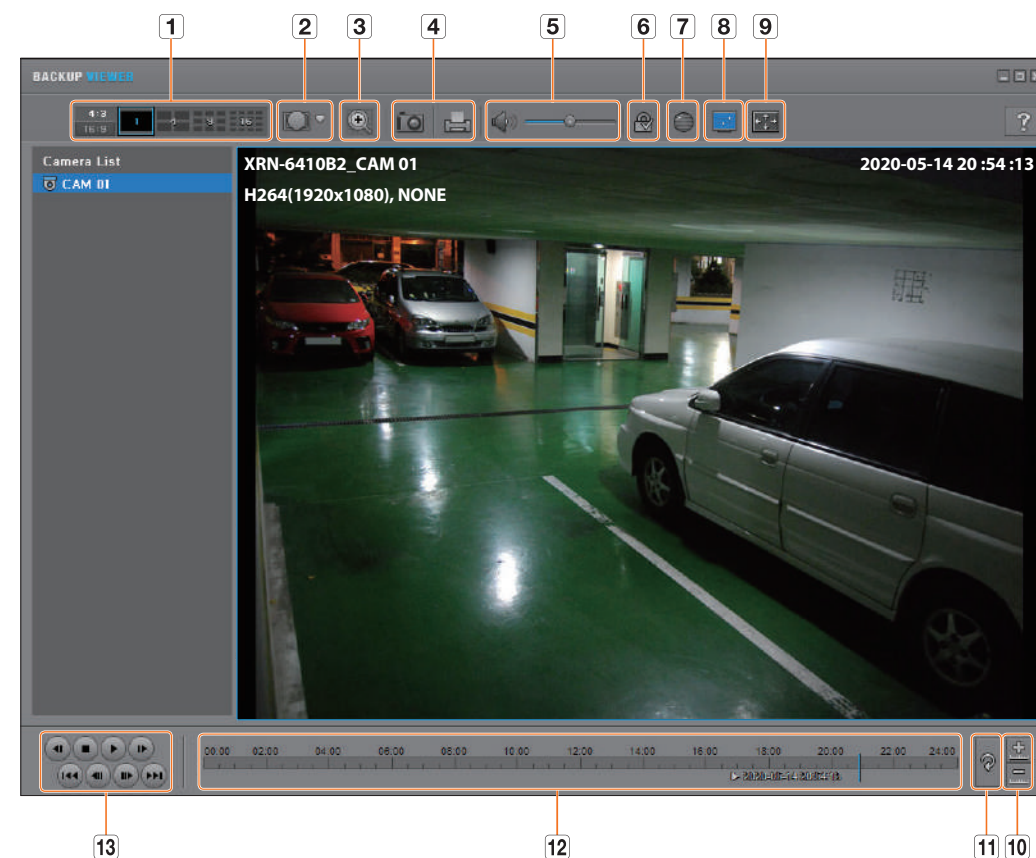 1 2 3 4 5 6 7 8 9
BACKUP VIEWER
4:3
16:9
1 4 9 16
?
Camera List
CAM 01
XRN-6410B2_CAM 01
2020-05-14 20 :54 :13
H264(1920x1080), NONE
00:00 02:00 04:00 06:00 08:00 10:00 12:00 14:00 16:00 18:00 20:00 22:00 24:00
13 12 11 10